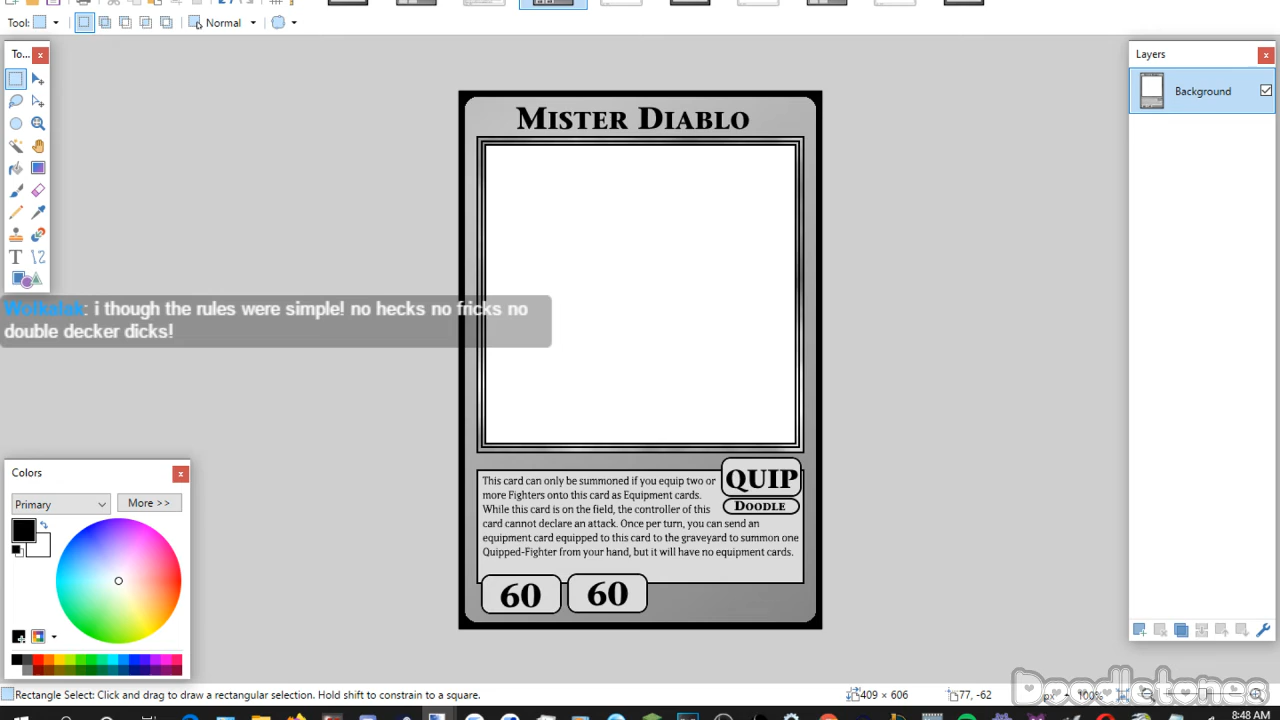 Tool:
Normal
To...
Layers
Background
Mister Diablo
Wolfkalak: i though the rules were simple! no hecks no fricks no
double decker dicks!
This card can only be summoned if you equip two or
more Fighters onto this card as Equipment cards.
While this card is on the field, the controller of this
card cannot declare an attack. Once per turn, you can send an
equipment card equipped to this card to the graveyard to summon one
Quipped-Fighter from your hand, but it will have no equipment cards.
QUIP
Doodle
60
60
Colors
Primary
More >>
Rectangle Select: Click and drag to draw a rectangular selection. Hold shift to constrain to a square.
409 × 606
77, -62
px
100%
Doodletones
8:48 AM